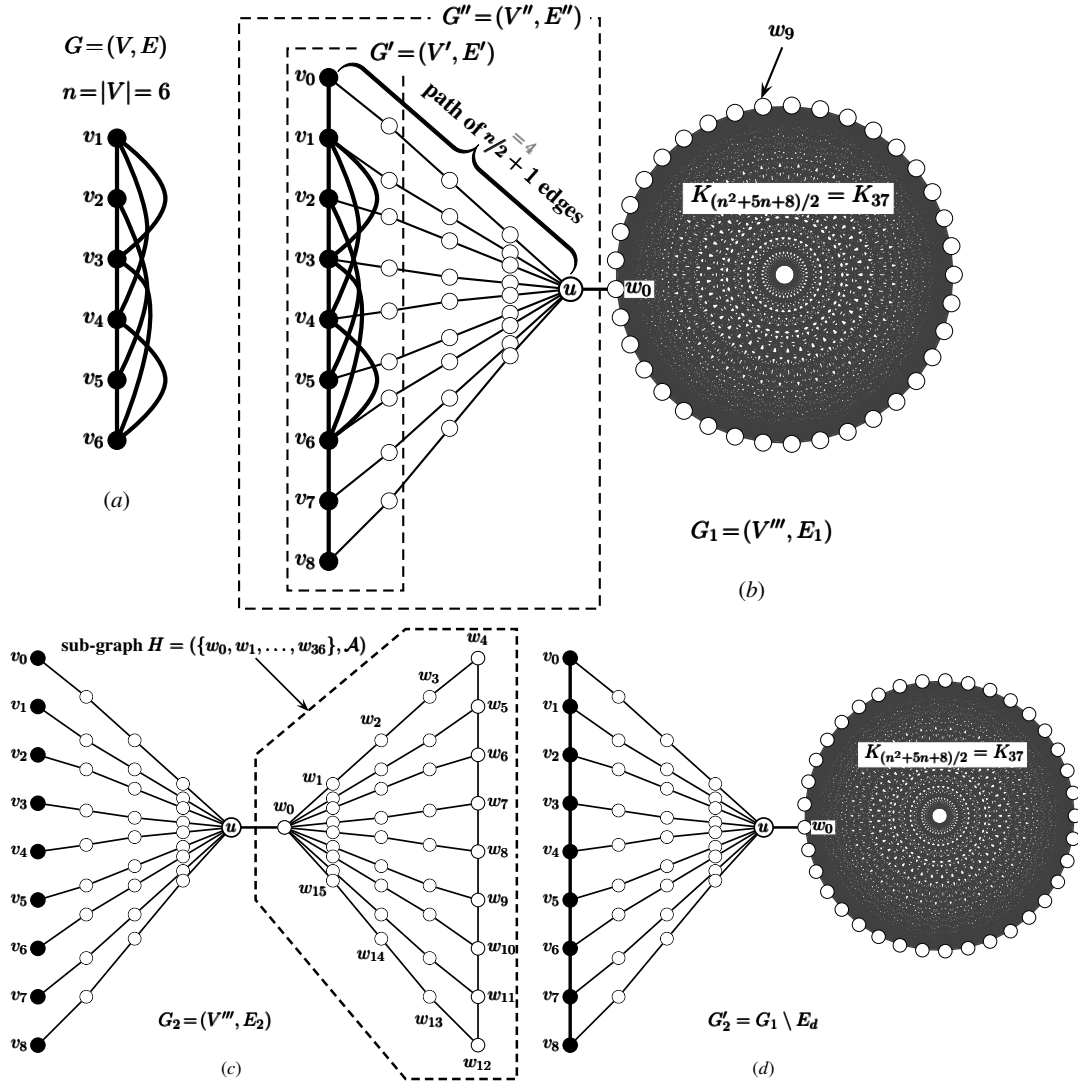 G = (V, E)
n = |V| = 6
v1
v2
v3
v4
v5
v6
(a)
G″ = (V″, E″)
G′ = (V′, E′)
v0
v1
v2
v3
v4
v5
v6
v7
v8
path of n/2 + 1 edges
= 4
u
w0
w9
K(n²+5n+8)/2 = K37
G1 = (V‴, E1)
(b)
sub-graph H = ({w0, w1, …, w36}, 𝒜)
v0
v1
v2
v3
v4
v5
v6
v7
v8
u
w0
w1
w2
w3
w4
w5
w6
w7
w8
w9
w10
w11
w12
w13
w14
w15
G2 = (V‴, E2)
(c)
v0
v1
v2
v3
v4
v5
v6
v7
v8
u
w0
K(n²+5n+8)/2 = K37
G′2 = G1 \ Ed
(d)